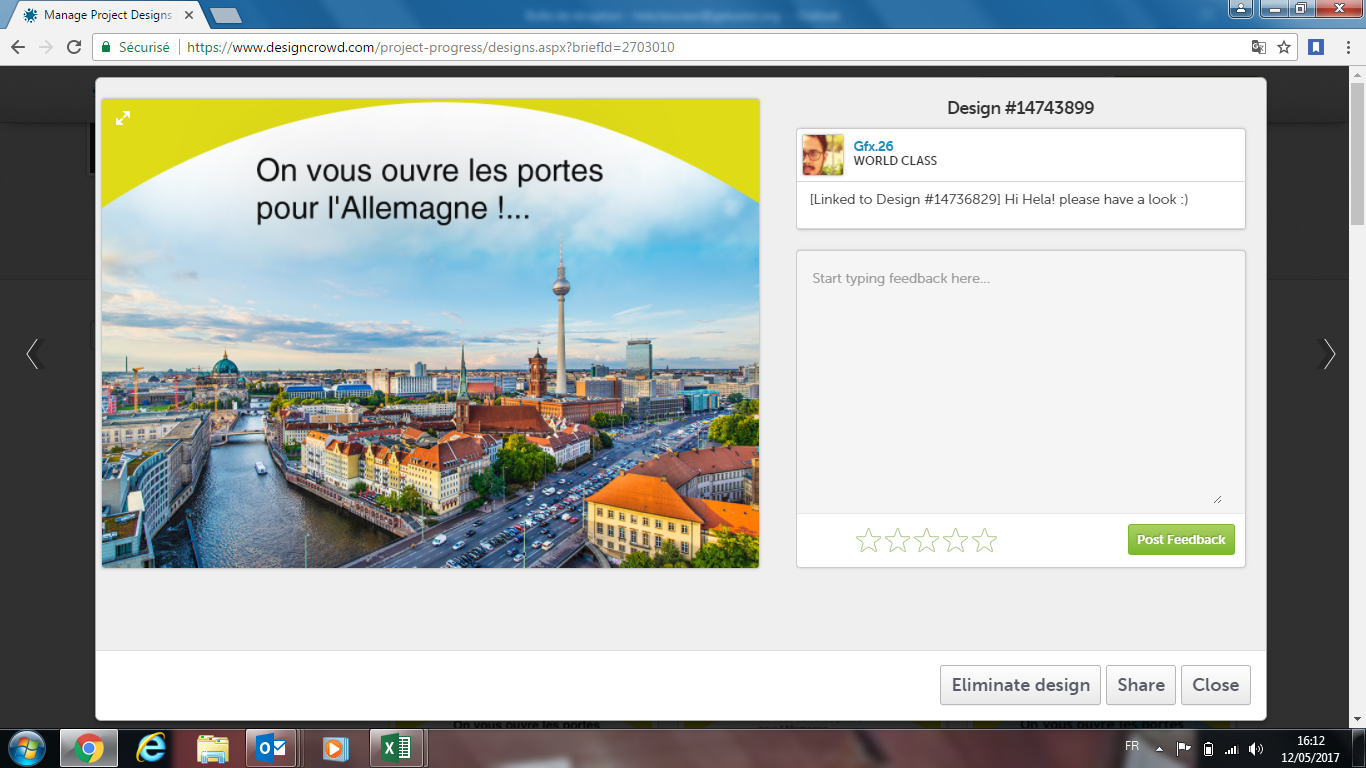 Manage Project Designs
Sécurisé
https://www.designcrowd.com/project-progress/designs.aspx?briefId=2703010
On vous ouvre les portes
pour l'Allemagne !...
Design #14743899
Gfx.26
WORLD CLASS
[Linked to Design #14736829] Hi Hela! please have a look :)
Start typing feedback here...
Post Feedback
Eliminate design
Share
Close
On vous ouvre les portes
On vous ouvre les portes
FR
16:12
12/05/2017